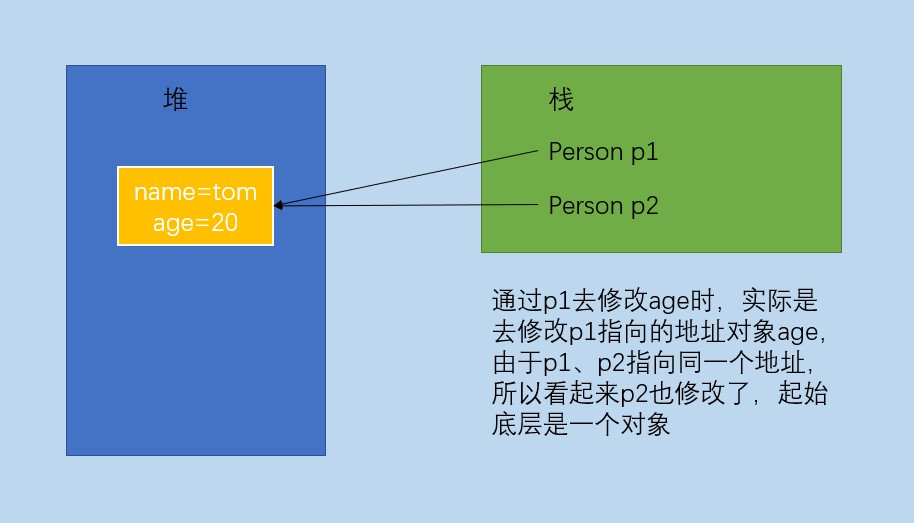 堆
name=tom
age=20
栈
Person p1
Person p2
通过p1去修改age时，实际是
去修改p1指向的地址对象age，
由于p1、p2指向同一个地址，
所以看起来p2也修改了，起始
底层是一个对象